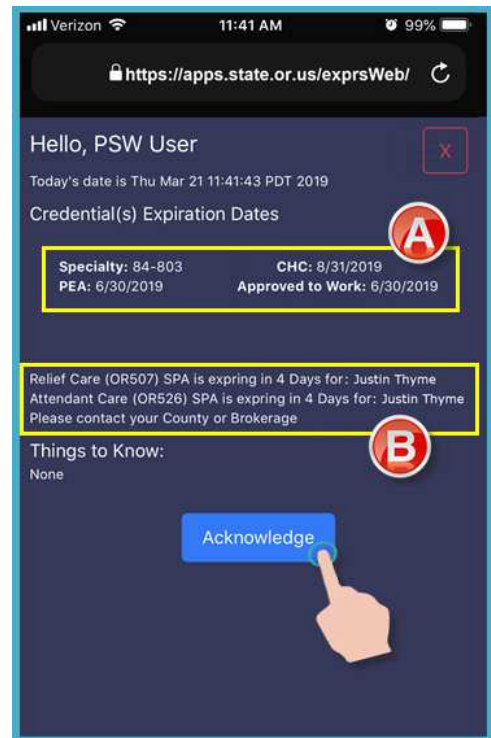 Verizon 11:41 AM 99%
https://apps.state.or.us/exprsWeb/
Hello, PSW User
X
Today's date is Thu Mar 21 11:41:43 PDT 2019
Credential(s) Expiration Dates
A
Specialty: 84-803 CHC: 8/31/2019
PEA: 6/30/2019 Approved to Work: 6/30/2019
Relief Care (OR507) SPA is expring in 4 Days for: Justin Thyme
Attendant Care (OR526) SPA is expring in 4 Days for: Justin Thyme
Please contact your County or Brokerage
B
Things to Know:
None
Acknowledge